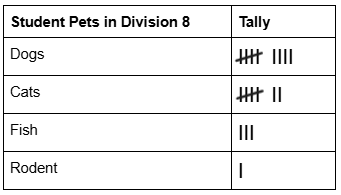 Student Pets in Division 8 Tally
Dogs
Cats
Fish
Rodent